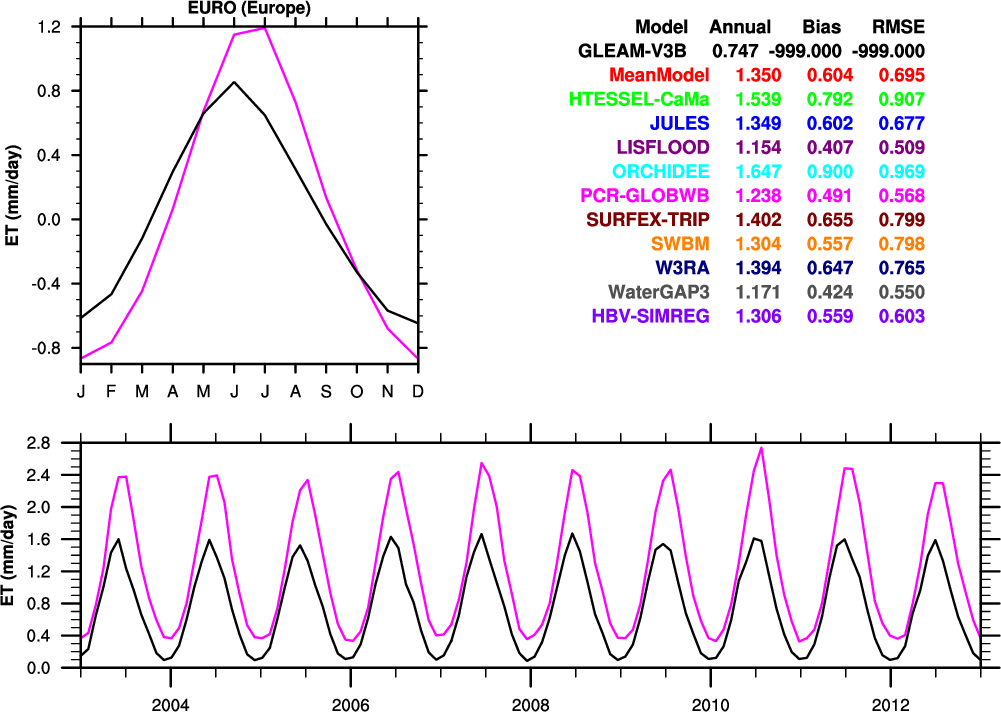 EURO (Europe)
1.2
0.8
0.4
0.0
-0.4
-0.8
ET (mm/day)
J F M A M J J A S O N D
Model Annual Bias RMSE
GLEAM-V3B 0.747 -999.000 -999.000
MeanModel 1.350 0.604 0.695
HTESSEL-CaMa 1.539 0.792 0.907
JULES 1.349 0.602 0.677
LISFLOOD 1.154 0.407 0.509
ORCHIDEE 1.647 0.900 0.969
PCR-GLOBWB 1.238 0.491 0.568
SURFEX-TRIP 1.402 0.655 0.799
SWBM 1.304 0.557 0.798
W3RA 1.394 0.647 0.765
WaterGAP3 1.171 0.424 0.550
HBV-SIMREG 1.306 0.559 0.603
2.8
2.4
2.0
1.6
1.2
0.8
0.4
0.0
ET (mm/day)
2004 2006 2008 2010 2012